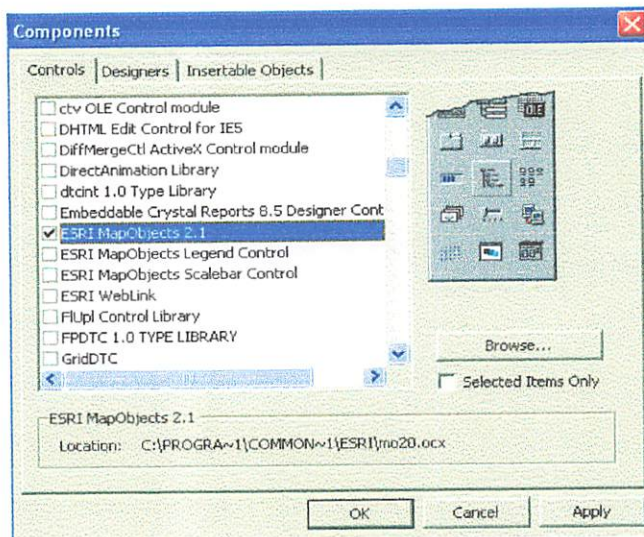 Components
Controls
Designers
Insertable Objects
ctv OLE Control module
DHTML Edit Control for IE5
DiffMergeCtl ActiveX Control module
DirectAnimation Library
dtcint 1.0 Type Library
Embeddable Crystal Reports 8.5 Designer Cont
ESRI MapObjects 2.1
ESRI MapObjects Legend Control
ESRI MapObjects Scalebar Control
ESRI WebLink
FlUpl Control Library
FPDTC 1.0 TYPE LIBRARY
GridDTC
Browse...
Selected Items Only
ESRI MapObjects 2.1
Location: C:\PROGRA~1\COMMON~1\ESRI\mo20.ocx
OK
Cancel
Apply